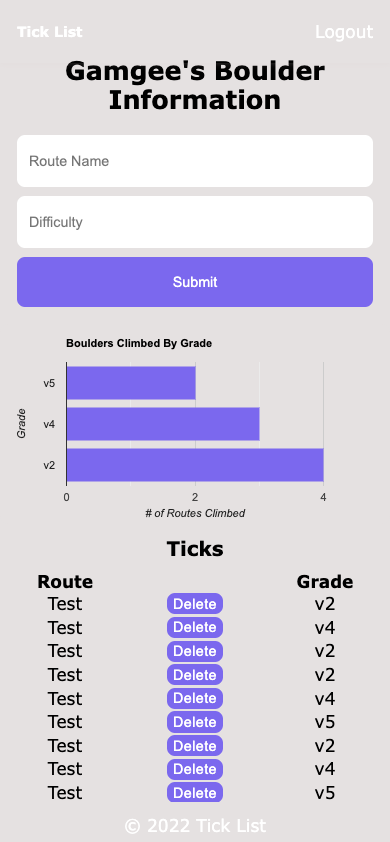 Tick List Logout
Gamgee's Boulder
Information
Route Name
Difficulty
Submit
Boulders Climbed By Grade
Grade
v5
v4
v2
0 2 4
# of Routes Climbed
Ticks
Route Grade
Test Delete v2
Test Delete v4
Test Delete v2
Test Delete v2
Test Delete v4
Test Delete v5
Test Delete v2
Test Delete v4
Test Delete v5
© 2022 Tick List